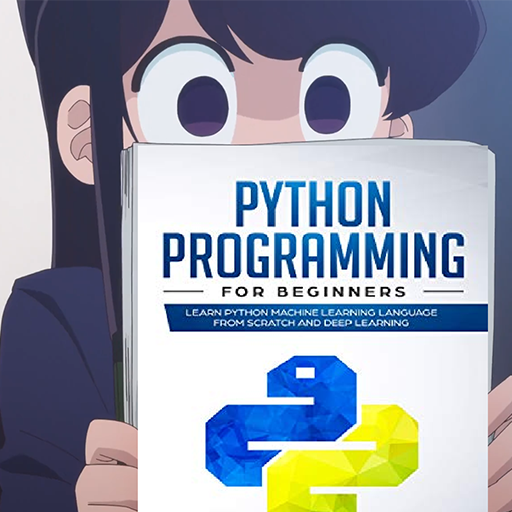 PYTHON
PROGRAMMING
FOR BEGINNERS
LEARN PYTHON MACHINE LEARNING LANGUAGE
FROM SCRATCH AND DEEP LEARNING